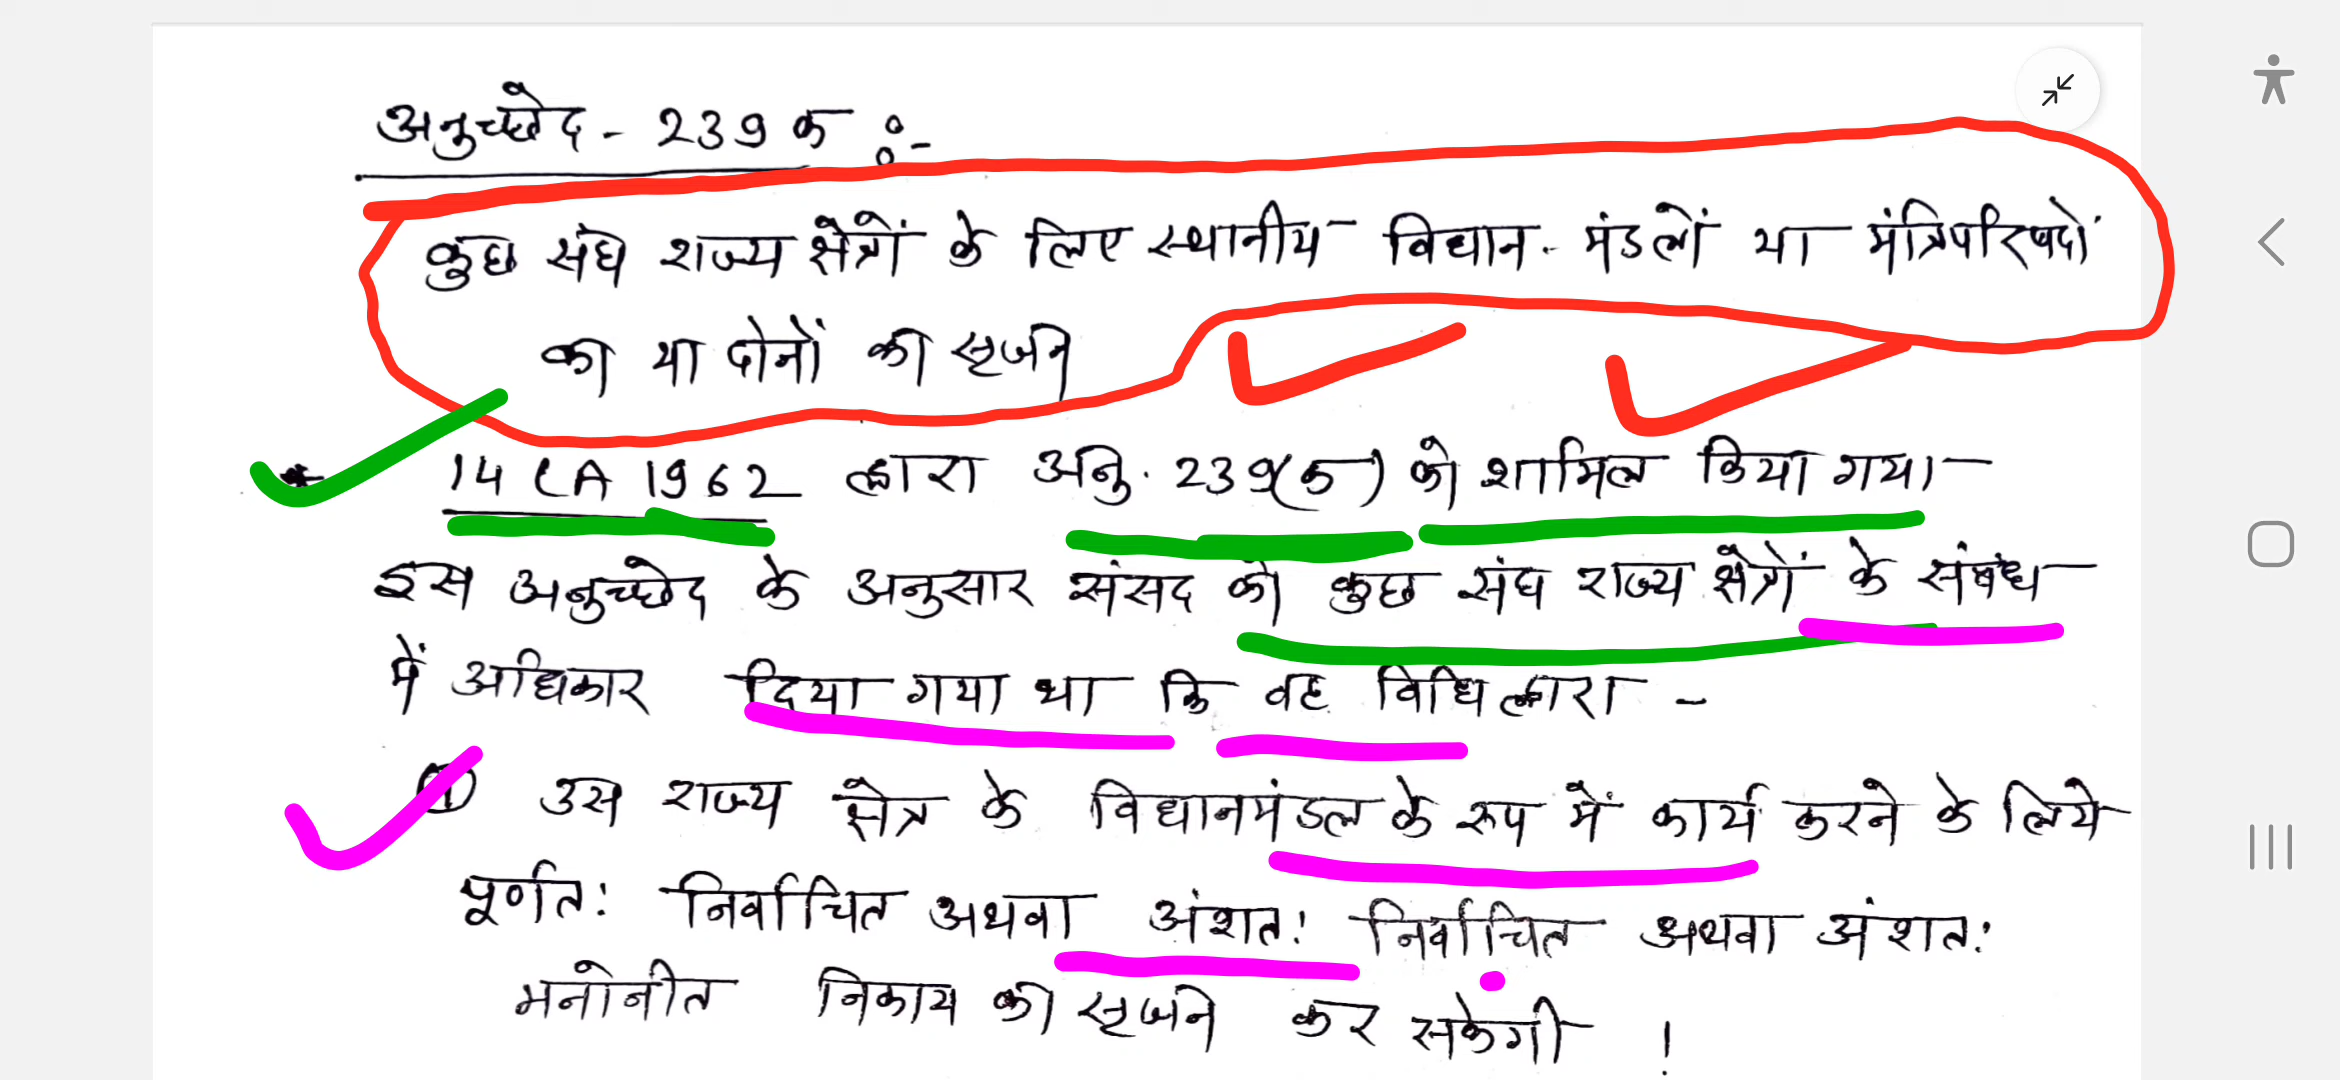 अनुच्छेद - 239 क :-
कुछ संघ राज्य क्षेत्रों के लिए स्थानीय विधान - मंडलों या मंत्रिपरिषदों
का या दोनों का सृजन
* 14 CA 1962 द्वारा अनु. 239(क) को शामिल किया गया
इस अनुच्छेद के अनुसार संसद को कुछ संघ राज्य क्षेत्रों के संबंध
में अधिकार दिया गया था कि वह विधि द्वारा -
① उस राज्य क्षेत्र के विधानमंडल के रूप में कार्य करने के लिये
पूर्णत: निर्वाचित अथवा अंशत: निर्वाचित अथवा अंशत:
मनोनीत निकाय का सृजन कर सकेगी ।